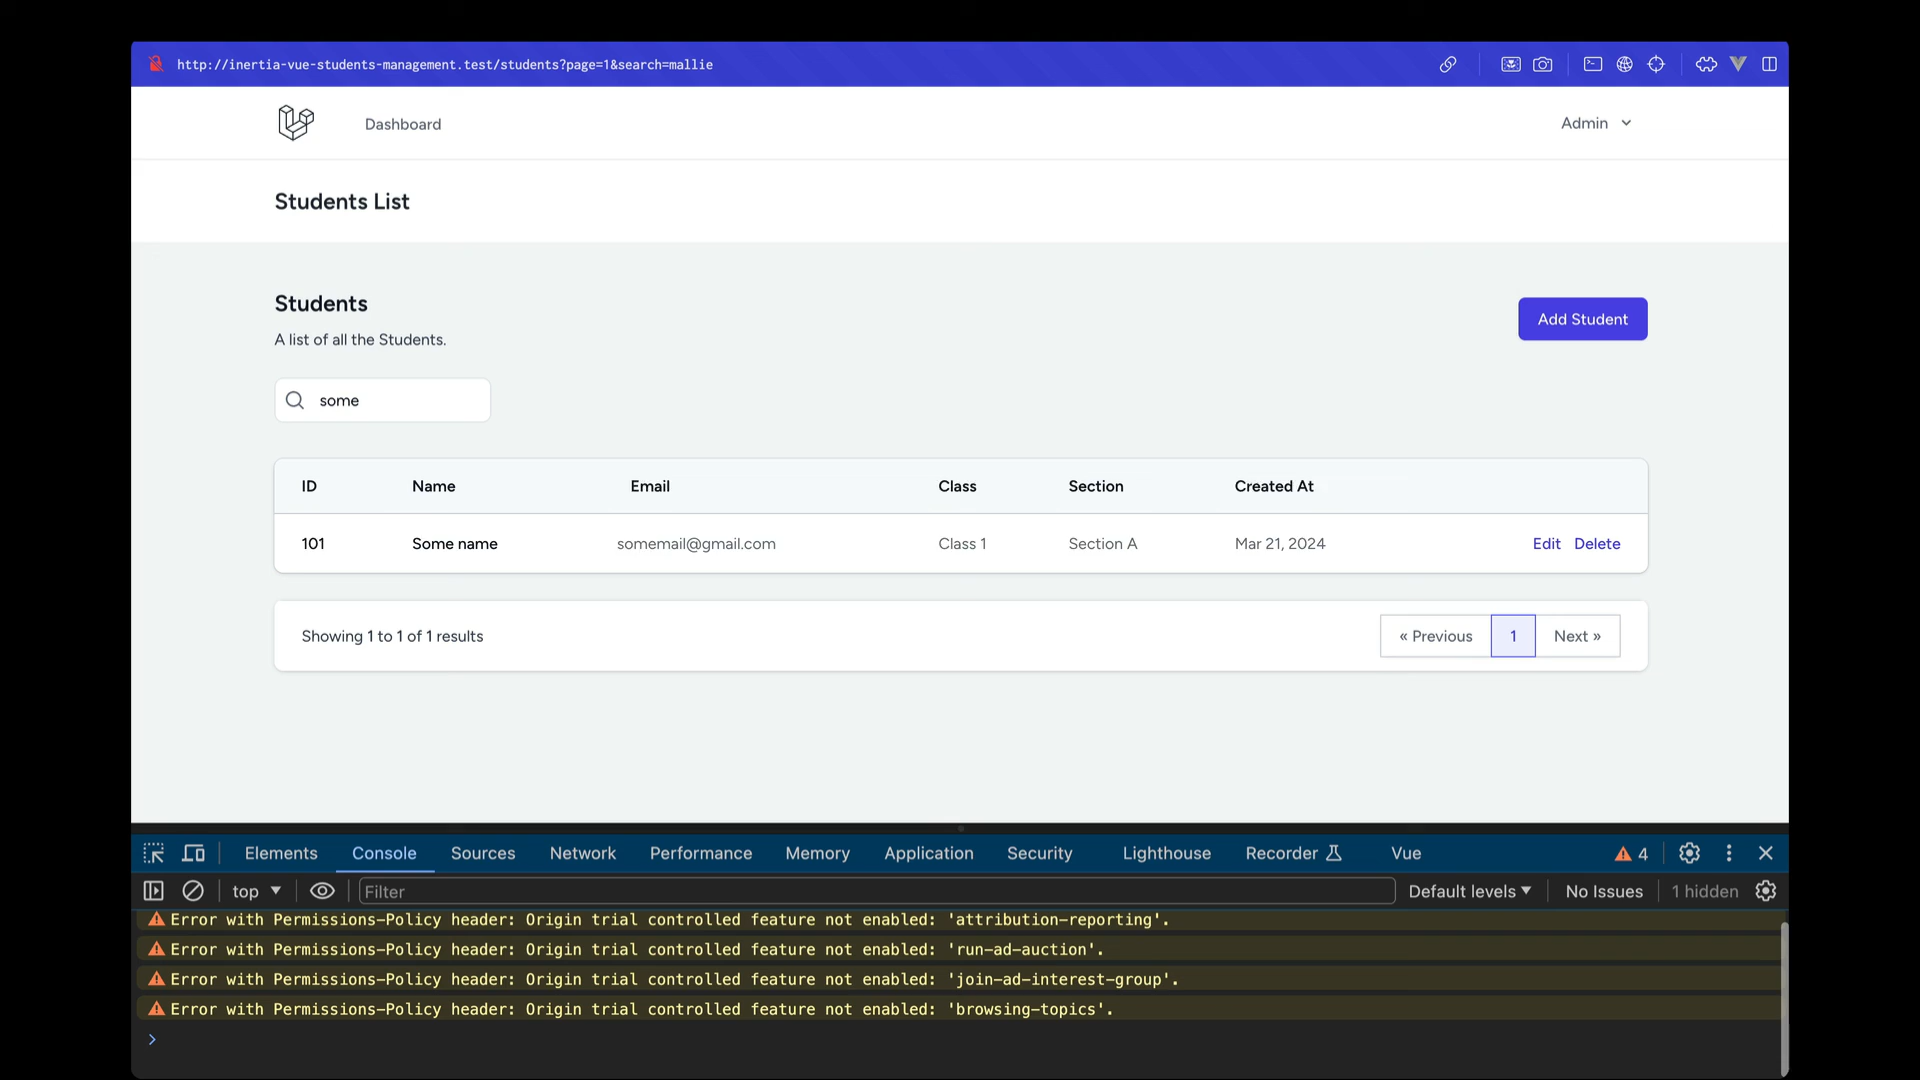 http://inertia-vue-students-management.test/students?page=1&search=mallie
Dashboard
Admin
Students List
Students
Add Student
A list of all the Students.
some
ID Name Email Class Section Created At
101 Some name somemail@gmail.com Class 1 Section A Mar 21, 2024 Edit Delete
Showing 1 to 1 of 1 results
« Previous 1 Next »
Elements Console Sources Network Performance Memory Application Security Lighthouse Recorder Vue 4
top Filter Default levels No Issues 1 hidden
Error with Permissions-Policy header: Origin trial controlled feature not enabled: 'attribution-reporting'.
Error with Permissions-Policy header: Origin trial controlled feature not enabled: 'run-ad-auction'.
Error with Permissions-Policy header: Origin trial controlled feature not enabled: 'join-ad-interest-group'.
Error with Permissions-Policy header: Origin trial controlled feature not enabled: 'browsing-topics'.